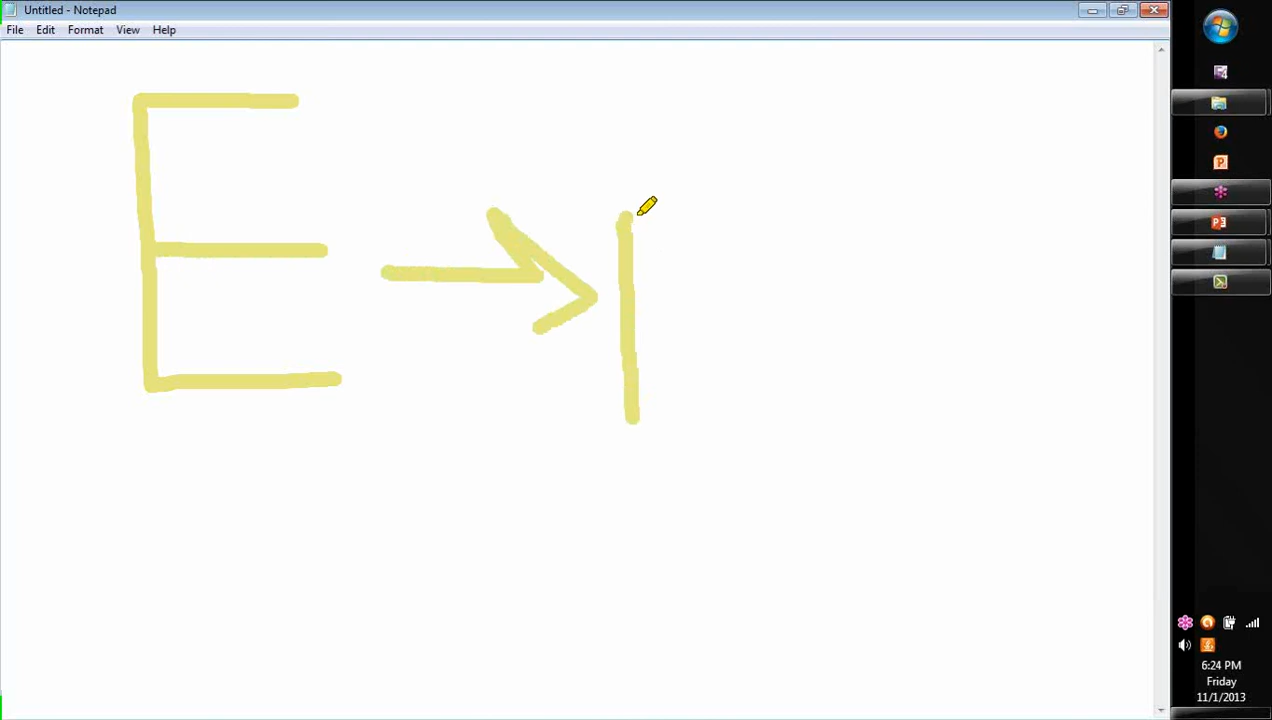 Untitled - Notepad
File Edit Format View Help
E →
6:24 PM
Friday
11/1/2013